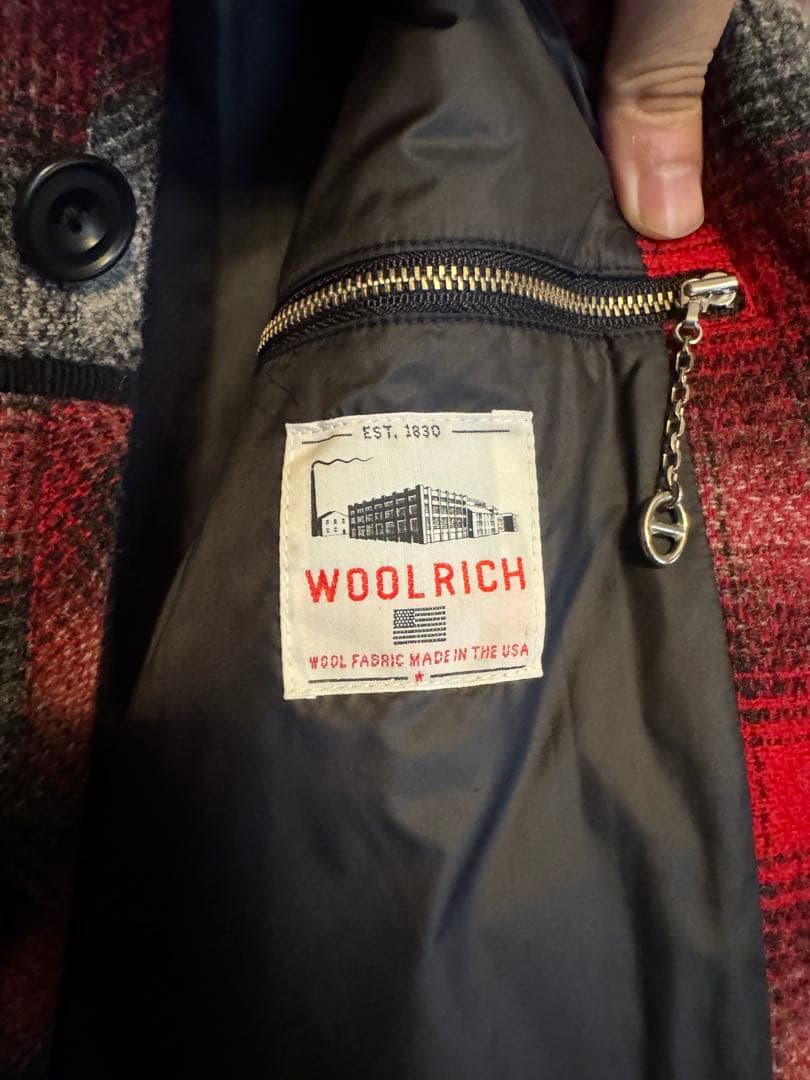 EST. 1830
WOOLRICH
WOOL FABRIC MADE IN THE USA